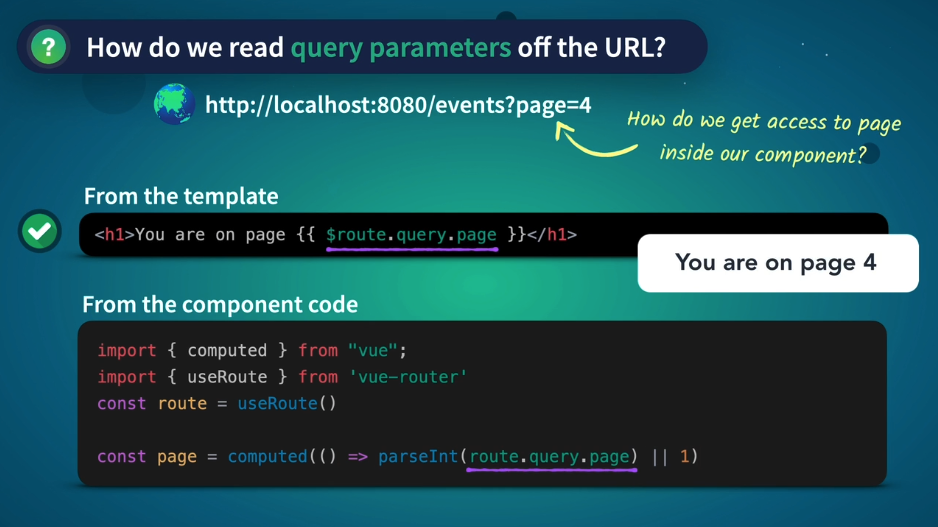 ?
How do we read query parameters off the URL?
http://localhost:8080/events?page=4
How do we get access to page
inside our component?
From the template
<h1>You are on page {{ $route.query.page }}</h1>
You are on page 4
From the component code
import { computed } from "vue";
import { useRoute } from 'vue-router'
const route = useRoute()
const page = computed(() => parseInt(route.query.page) || 1)